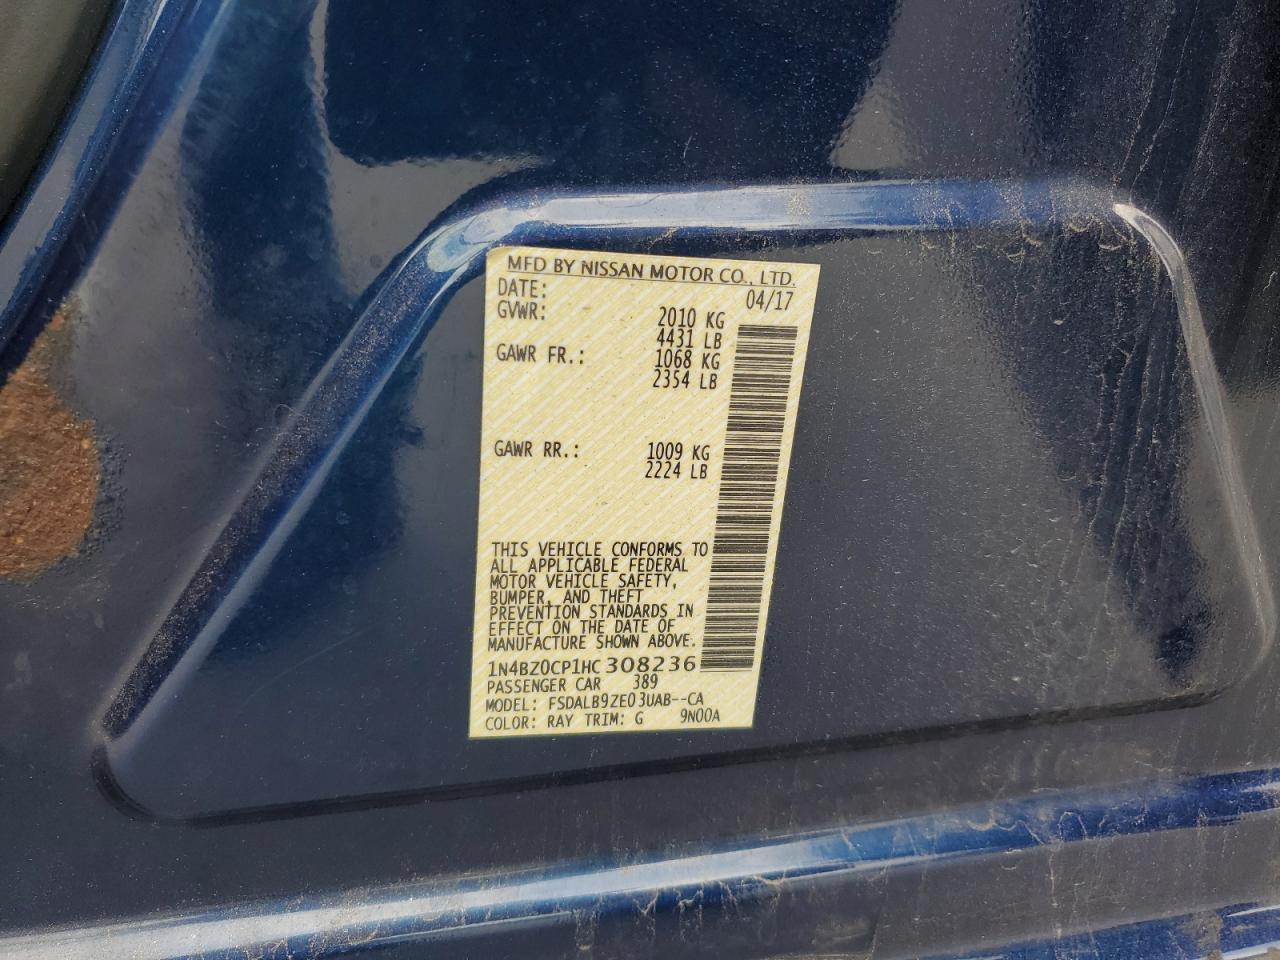 MFD BY NISSAN MOTOR CO., LTD.
DATE: 04/17
GVWR: 2010 KG
4431 LB
GAWR FR.: 1068 KG
2354 LB
GAWR RR.: 1009 KG
2224 LB
THIS VEHICLE CONFORMS TO
ALL APPLICABLE FEDERAL
MOTOR VEHICLE SAFETY,
BUMPER, AND THEFT
PREVENTION STANDARDS IN
EFFECT ON THE DATE OF
MANUFACTURE SHOWN ABOVE.
1N4BZ0CP1HC308236
PASSENGER CAR 389
MODEL: FSDALB9ZE03UAB--CA
COLOR: RAY TRIM: G 9N00A